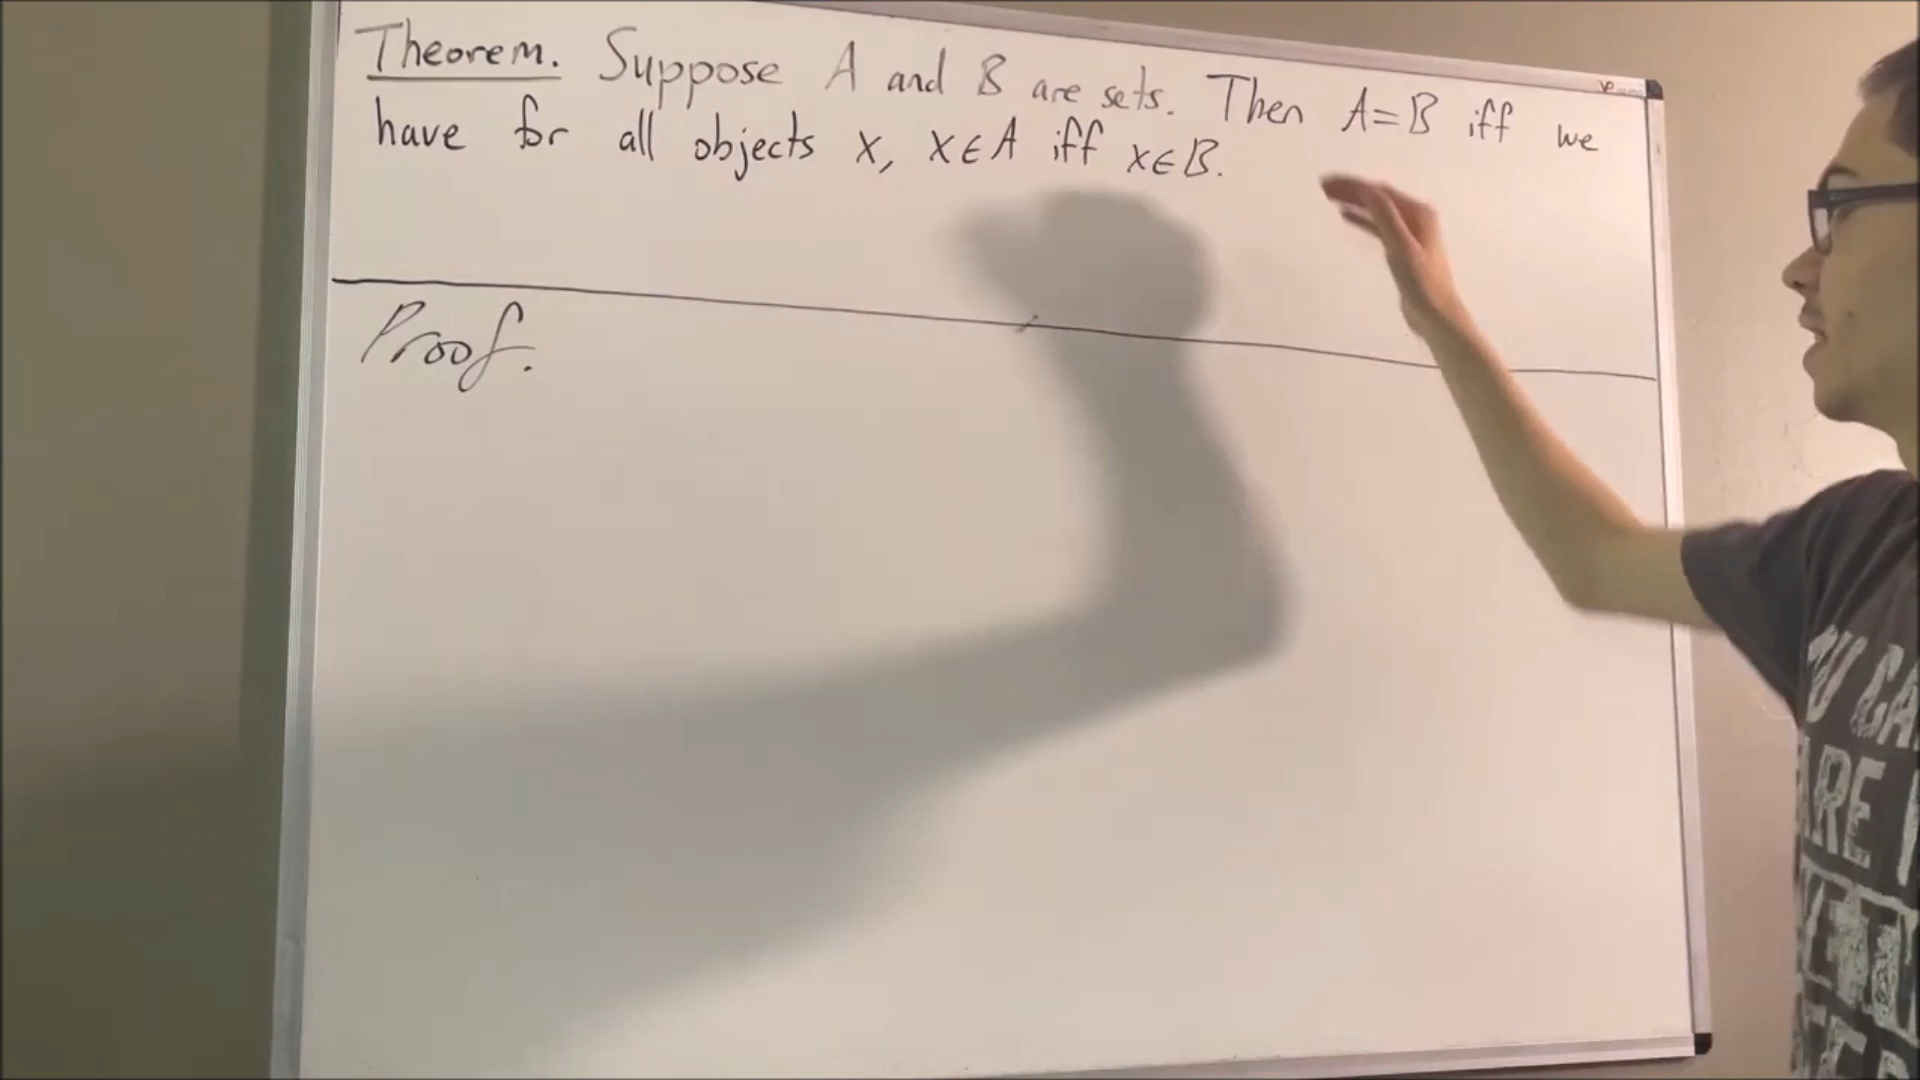 Theorem. Suppose A and B are sets. Then A=B iff we
have for all objects x, x∈A iff x∈B.
Proof.